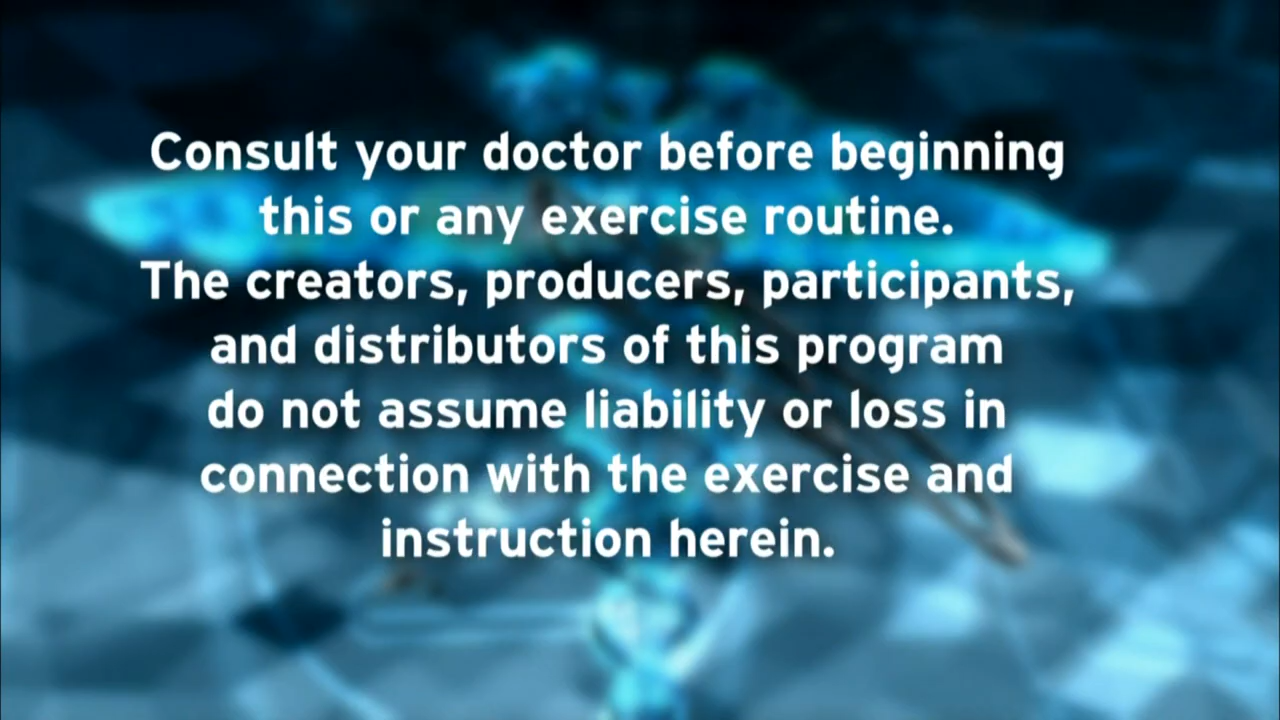 Consult your doctor before beginning
this or any exercise routine.
The creators, producers, participants,
and distributors of this program
do not assume liability or loss in
connection with the exercise and
instruction herein.